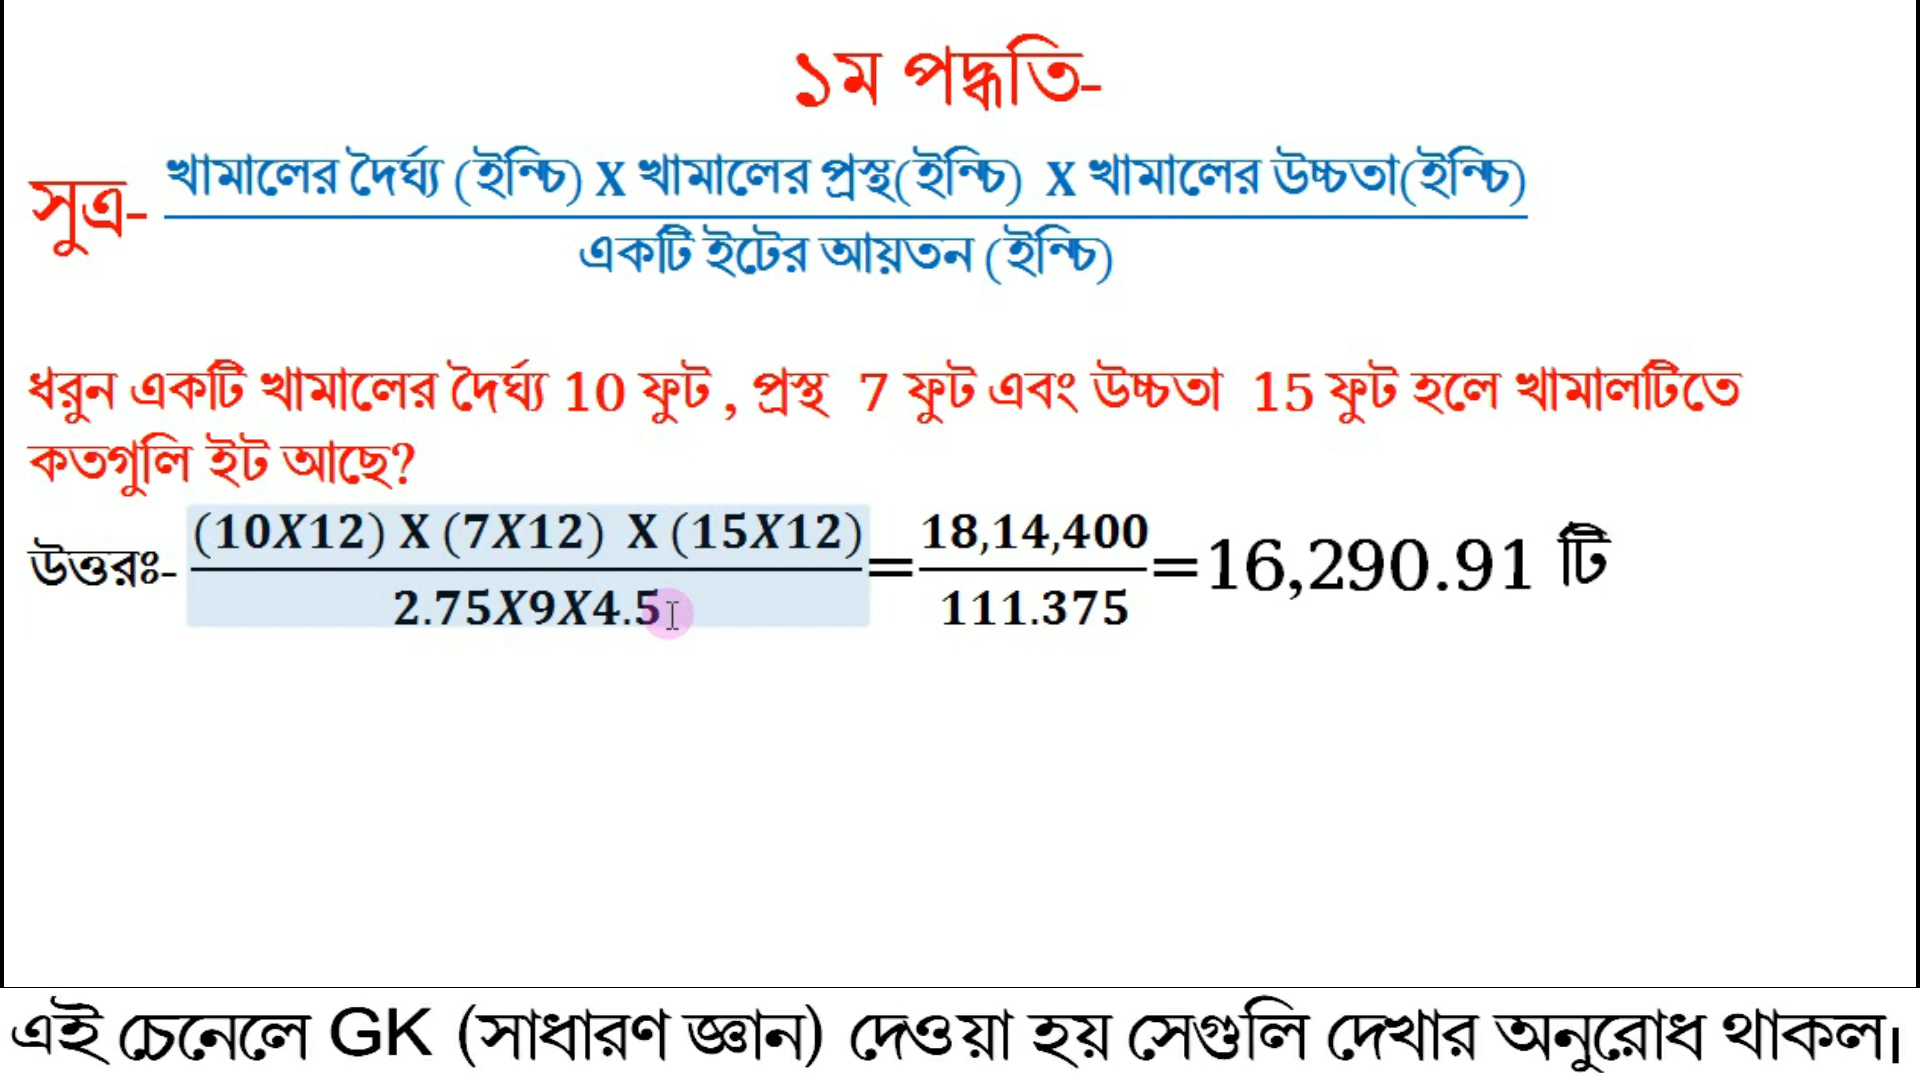 ১ম পদ্ধতি-
সুত্র- খামালের দৈর্ঘ্য (ইন্চি) X খামালের প্রস্থ(ইন্চি) X খামালের উচ্চতা(ইন্চি)
একটি ইটের আয়তন (ইন্চি)
ধরুন একটি খামালের দৈর্ঘ্য 10 ফুট , প্রস্থ 7 ফুট এবং উচ্চতা 15 ফুট হলে খামালটিতে
কতগুলি ইট আছে?
উত্তরঃ- (10X12) X (7X12) X (15X12) = 18,14,400 = 16,290.91 টি
2.75X9X4.5 111.375
এই চেনেলে GK (সাধারণ জ্ঞান) দেওয়া হয় সেগুলি দেখার অনুরোধ থাকল।